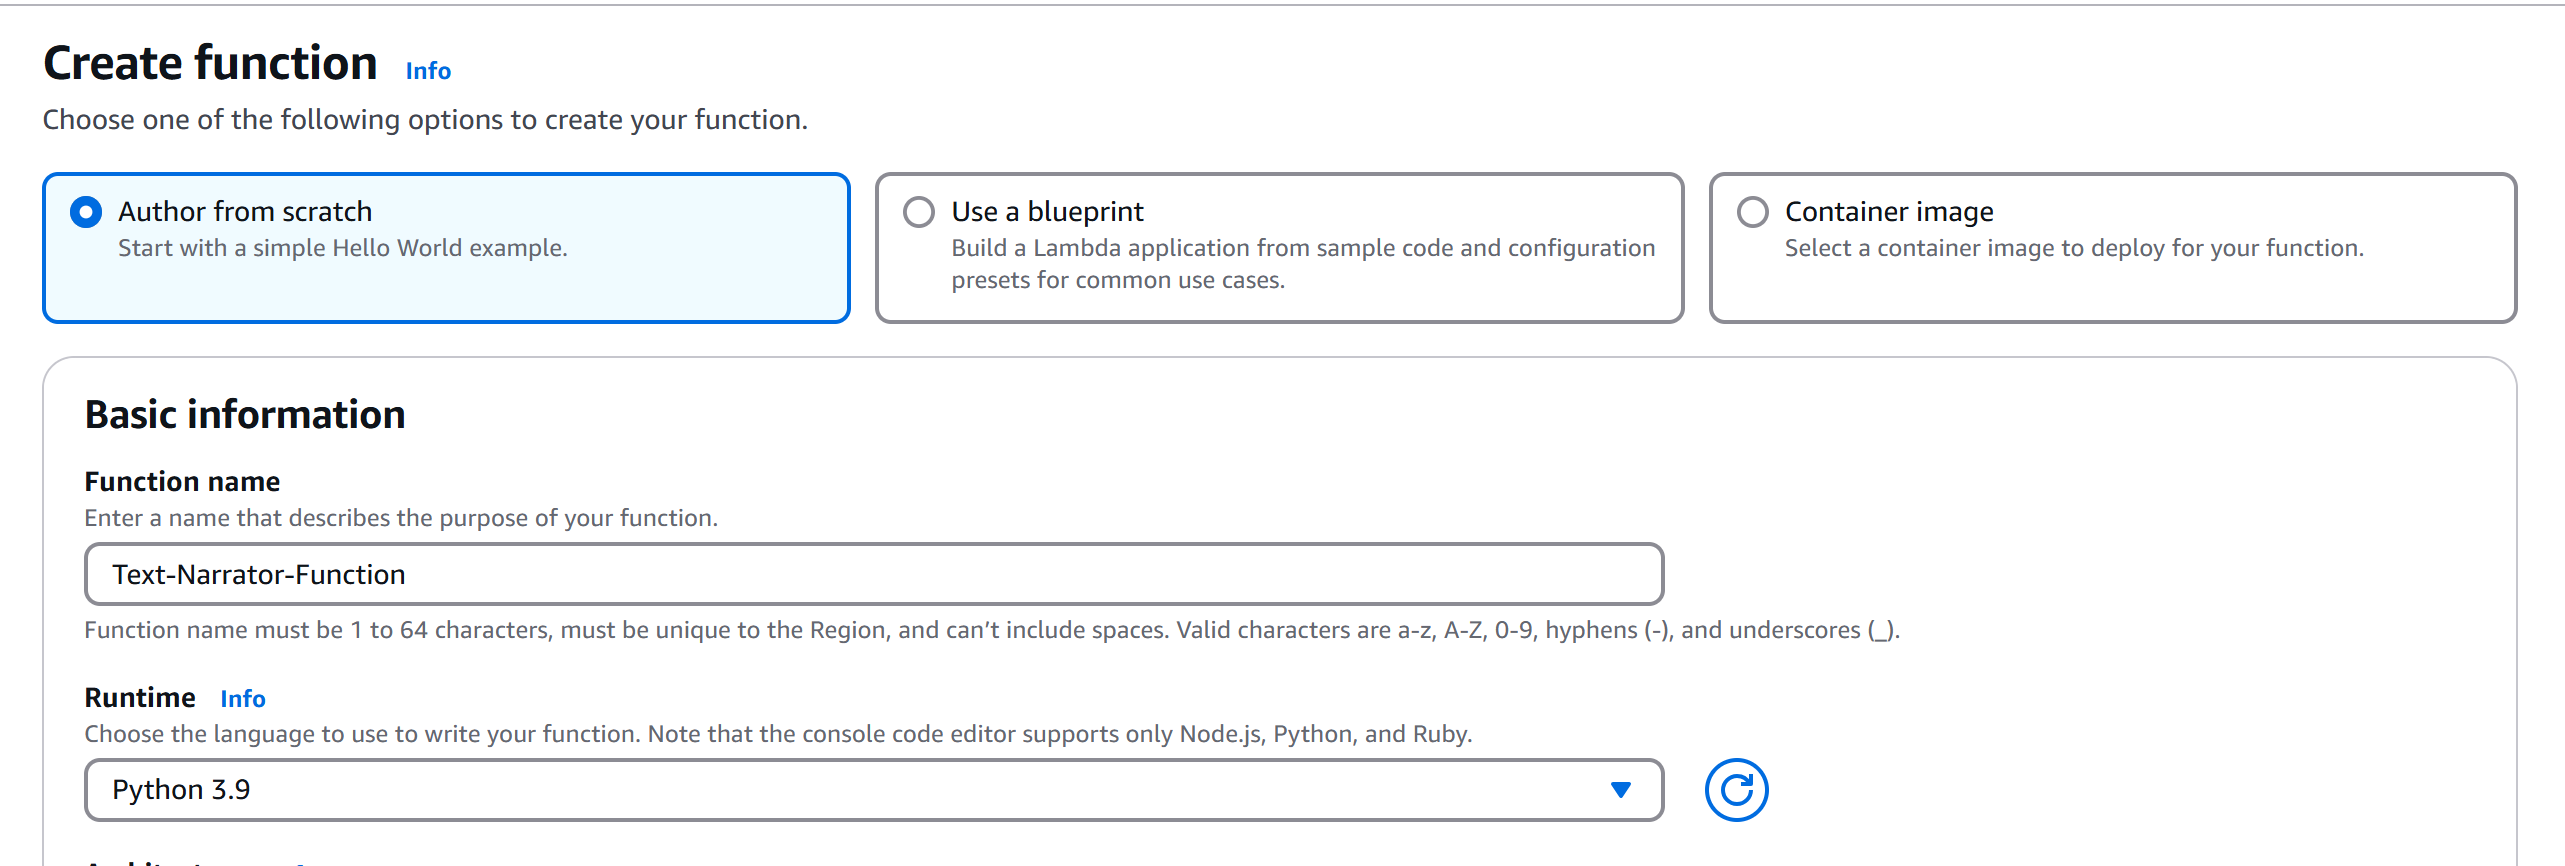 Create function Info
Choose one of the following options to create your function.
Author from scratch
Start with a simple Hello World example.
Use a blueprint
Build a Lambda application from sample code and configuration
presets for common use cases.
Container image
Select a container image to deploy for your function.
Basic information
Function name
Enter a name that describes the purpose of your function.
Text-Narrator-Function
Function name must be 1 to 64 characters, must be unique to the Region, and can’t include spaces. Valid characters are a-z, A-Z, 0-9, hyphens (-), and underscores (_).
Runtime Info
Choose the language to use to write your function. Note that the console code editor supports only Node.js, Python, and Ruby.
Python 3.9